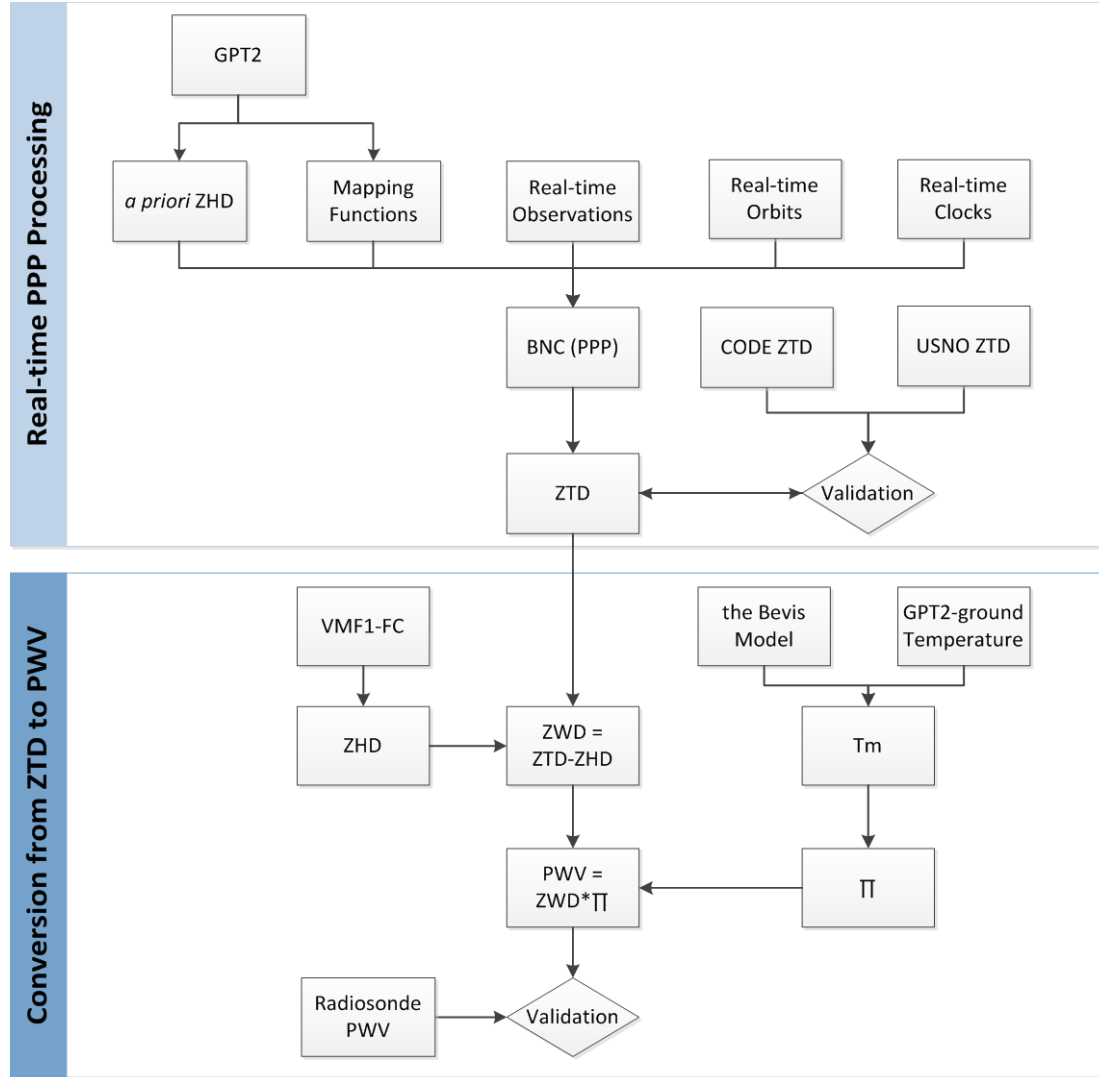 Real-time PPP Processing
GPT2
a priori ZHD
Mapping
Functions
Real-time
Observations
Real-time
Orbits
Real-time
Clocks
BNC (PPP)
CODE ZTD
USNO ZTD
ZTD
Validation
Conversion from ZTD to PWV
VMF1-FC
the Bevis
Model
GPT2-ground
Temperature
ZHD
ZWD =
ZTD-ZHD
Tm
PWV =
ZWD*∏
∏
Radiosonde
PWV
Validation